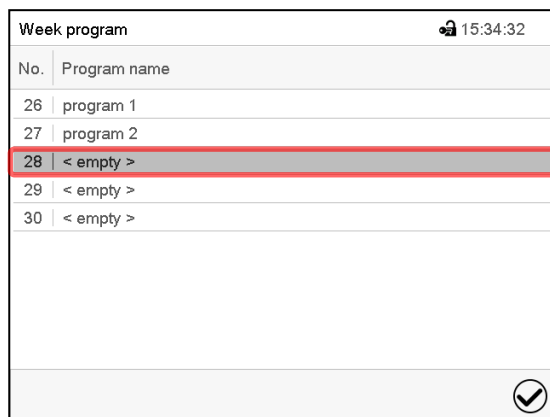 Week program 15:34:32
No. Program name
26 program 1
27 program 2
28 < empty >
29 < empty >
30 < empty >